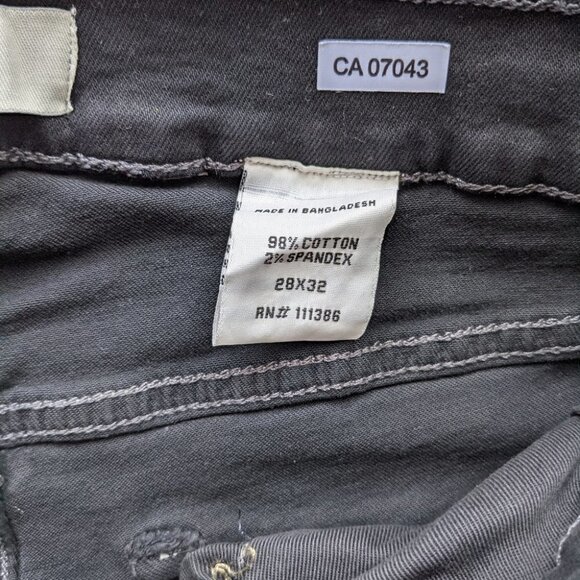 CA 07043
MADE IN BANGLADESH
98% COTTON
2% SPANDEX
28X32
RN# 111386